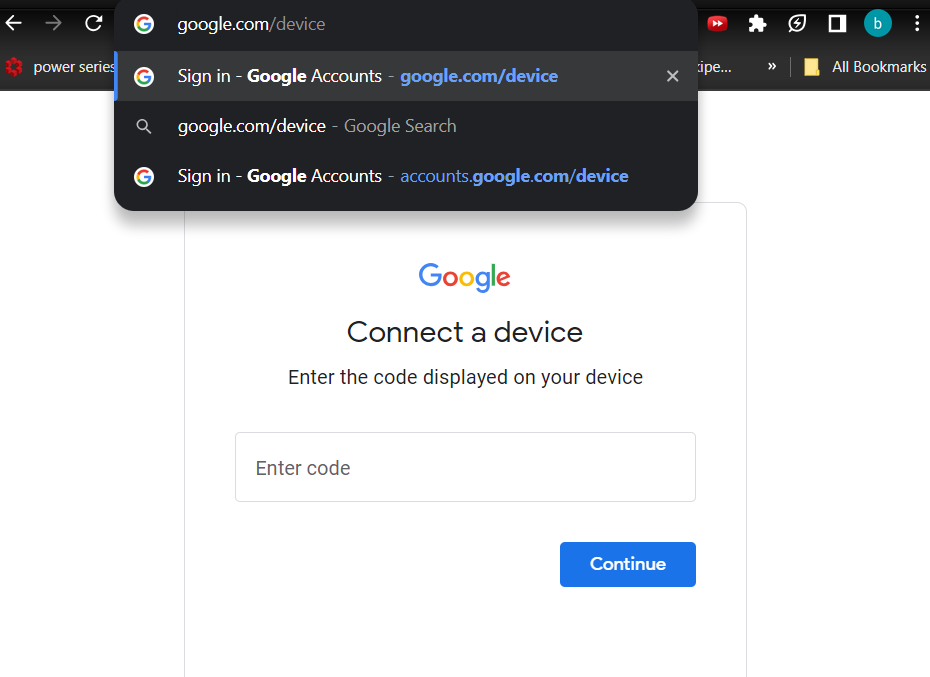 google.com/device
b
power series
Sign in - Google Accounts - google.com/device
ipe...
»
All Bookmarks
google.com/device - Google Search
Sign in - Google Accounts - accounts.google.com/device
Google
Connect a device
Enter the code displayed on your device
Enter code
Continue